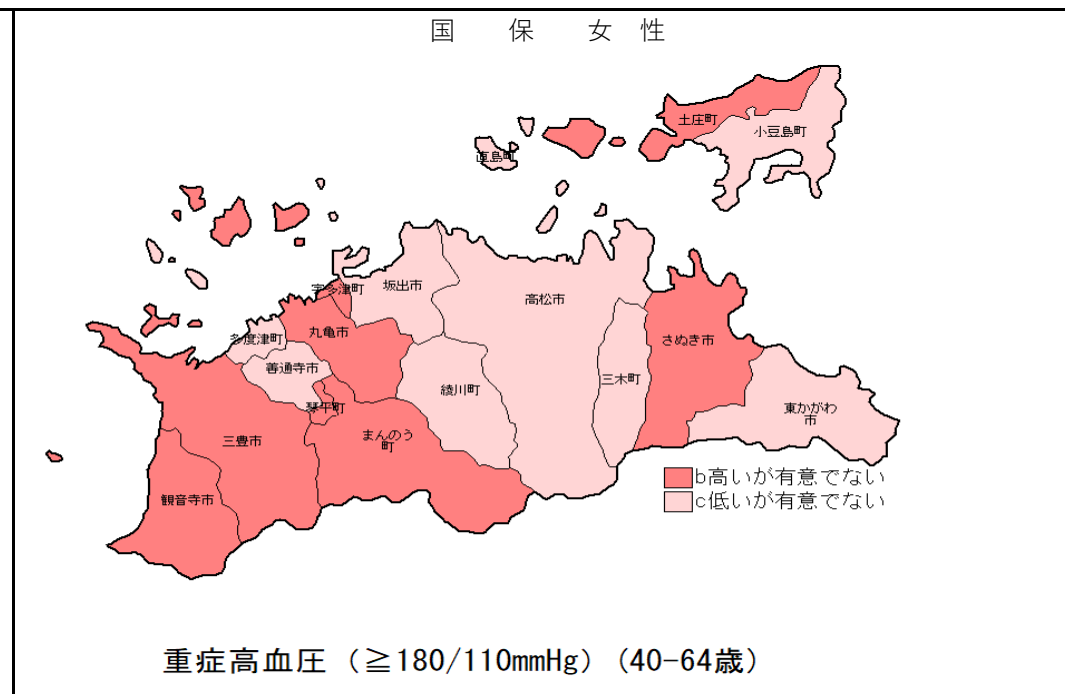 国 保 女 性
土庄町
小豆島町
直島町
宇多津町
坂出市
高松市
丸亀市
多度津町
さぬき市
善通寺市
三木町
綾川町
琴平町
東かがわ
市
まんのう
町
三豊市
観音寺市
b高いが有意でない
c低いが有意でない
重症高血圧（≧180/110mmHg）(40-64歳)